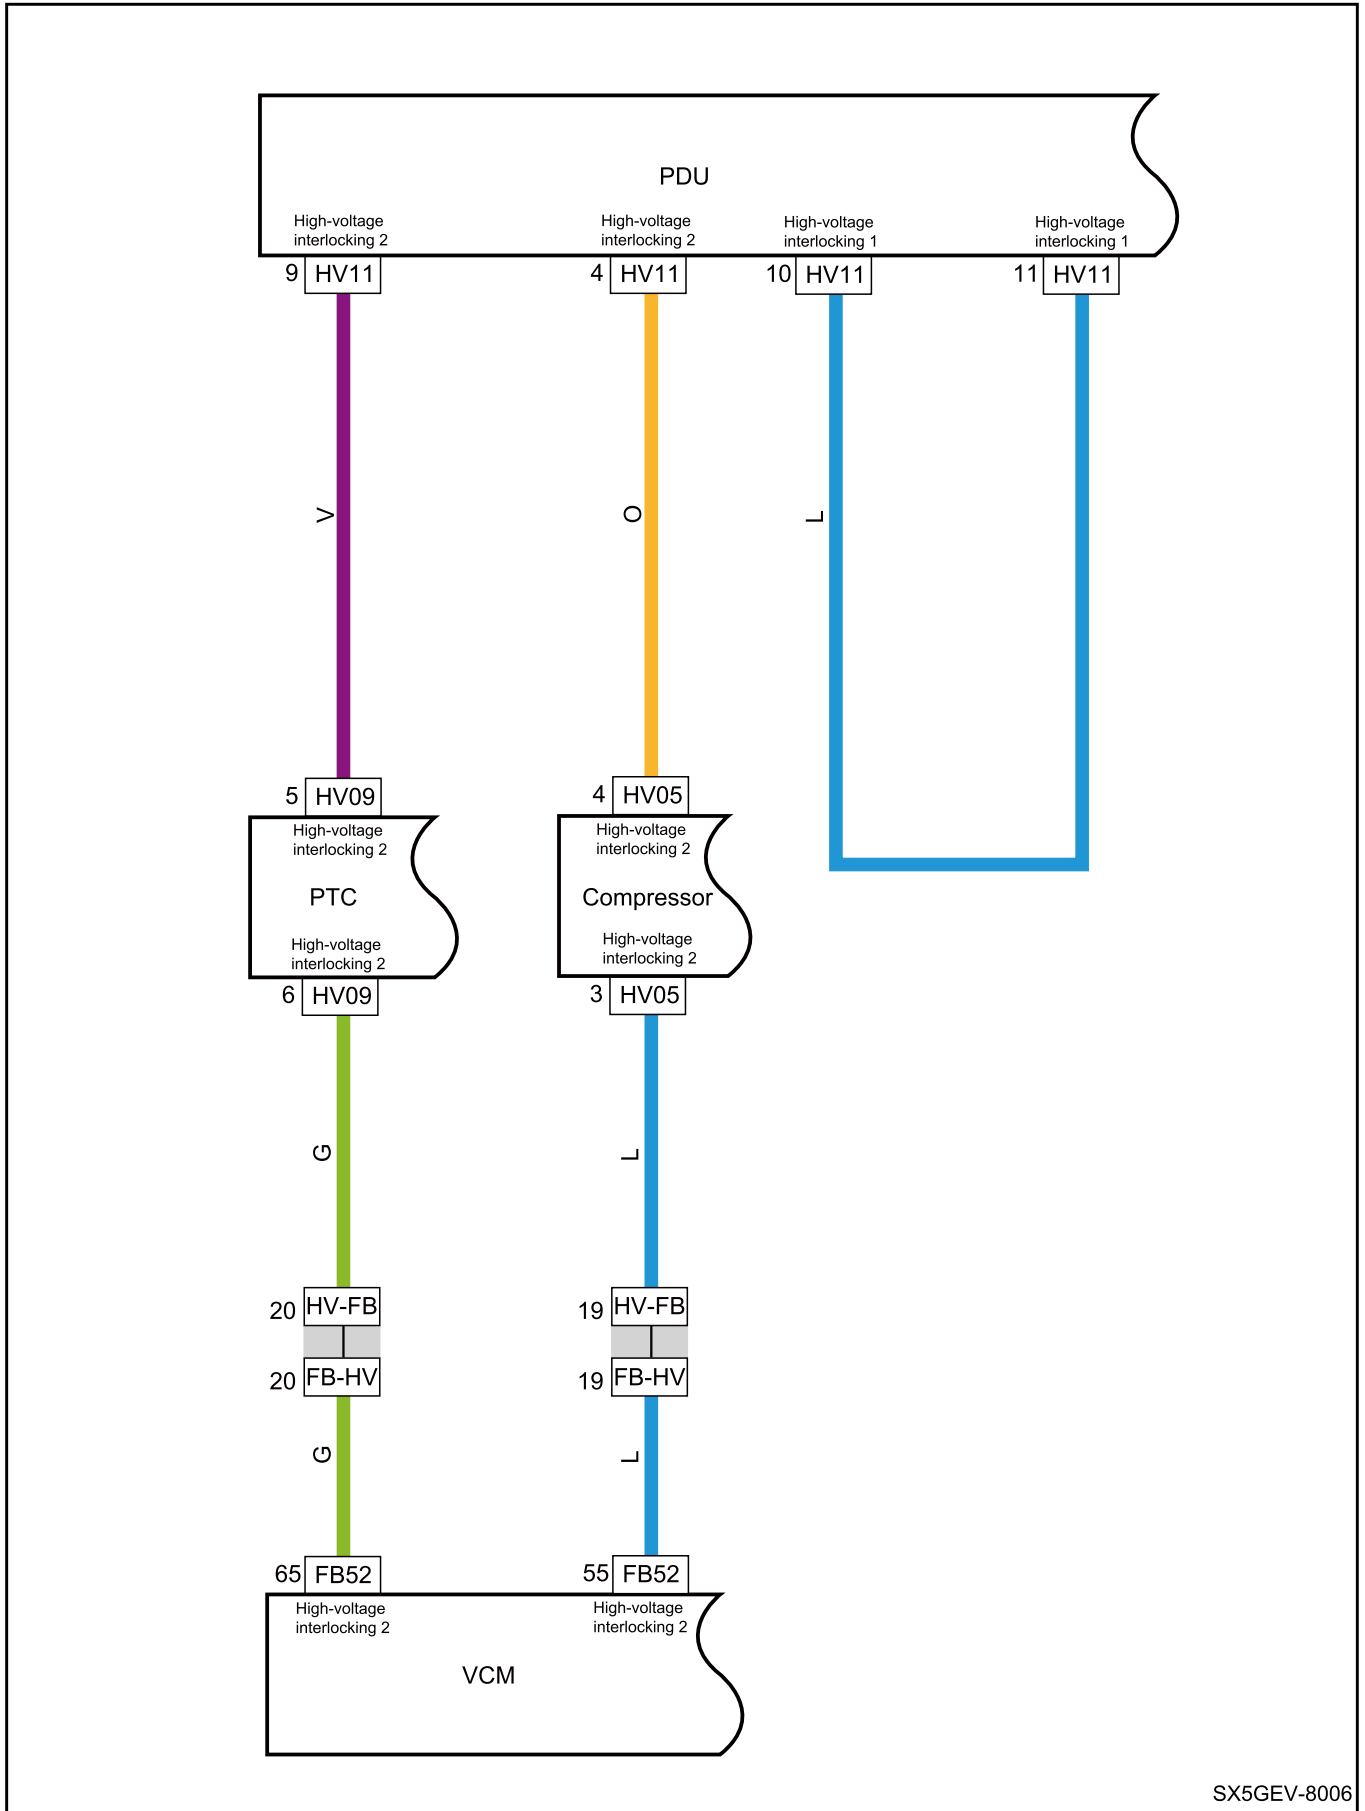 PDU
High-voltage
interlocking 2
High-voltage
interlocking 2
High-voltage
interlocking 1
High-voltage
interlocking 1
9 HV11
4 HV11
10 HV11
11 HV11
V
O
L
5 HV09
4 HV05
High-voltage
interlocking 2
High-voltage
interlocking 2
PTC
Compressor
High-voltage
interlocking 2
High-voltage
interlocking 2
6 HV09
3 HV05
G
L
20 HV-FB
19 HV-FB
20 FB-HV
19 FB-HV
G
L
65 FB52
55 FB52
High-voltage
interlocking 2
High-voltage
interlocking 2
VCM
SX5GEV-8006